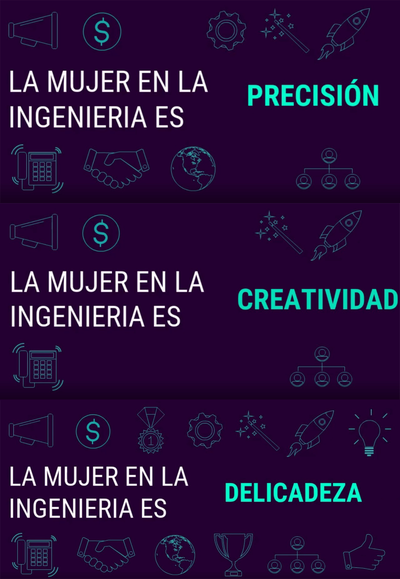 LA MUJER EN LA
INGENIERIA ES
PRECISIÓN
LA MUJER EN LA
INGENIERIA ES
CREATIVIDAD
LA MUJER EN LA
INGENIERIA ES
DELICADEZA